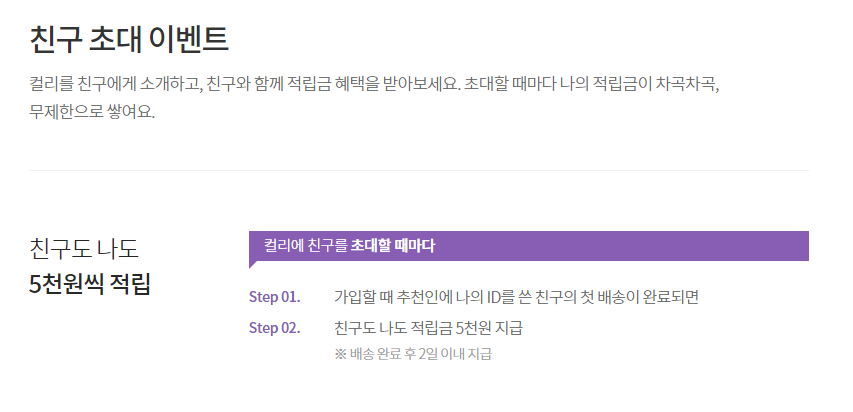 친구 초대 이벤트
컬리를 친구에게 소개하고, 친구와 함께 적립금 혜택을 받아보세요. 초대할 때마다 나의 적립금이 차곡차곡,
무제한으로 쌓여요.
친구도 나도
5천원씩 적립
컬리에 친구를 초대할 때마다
Step 01. 가입할 때 추천인에 나의 ID를 쓴 친구의 첫 배송이 완료되면
Step 02. 친구도 나도 적립금 5천원 지급
※ 배송 완료 후 2일 이내 지급